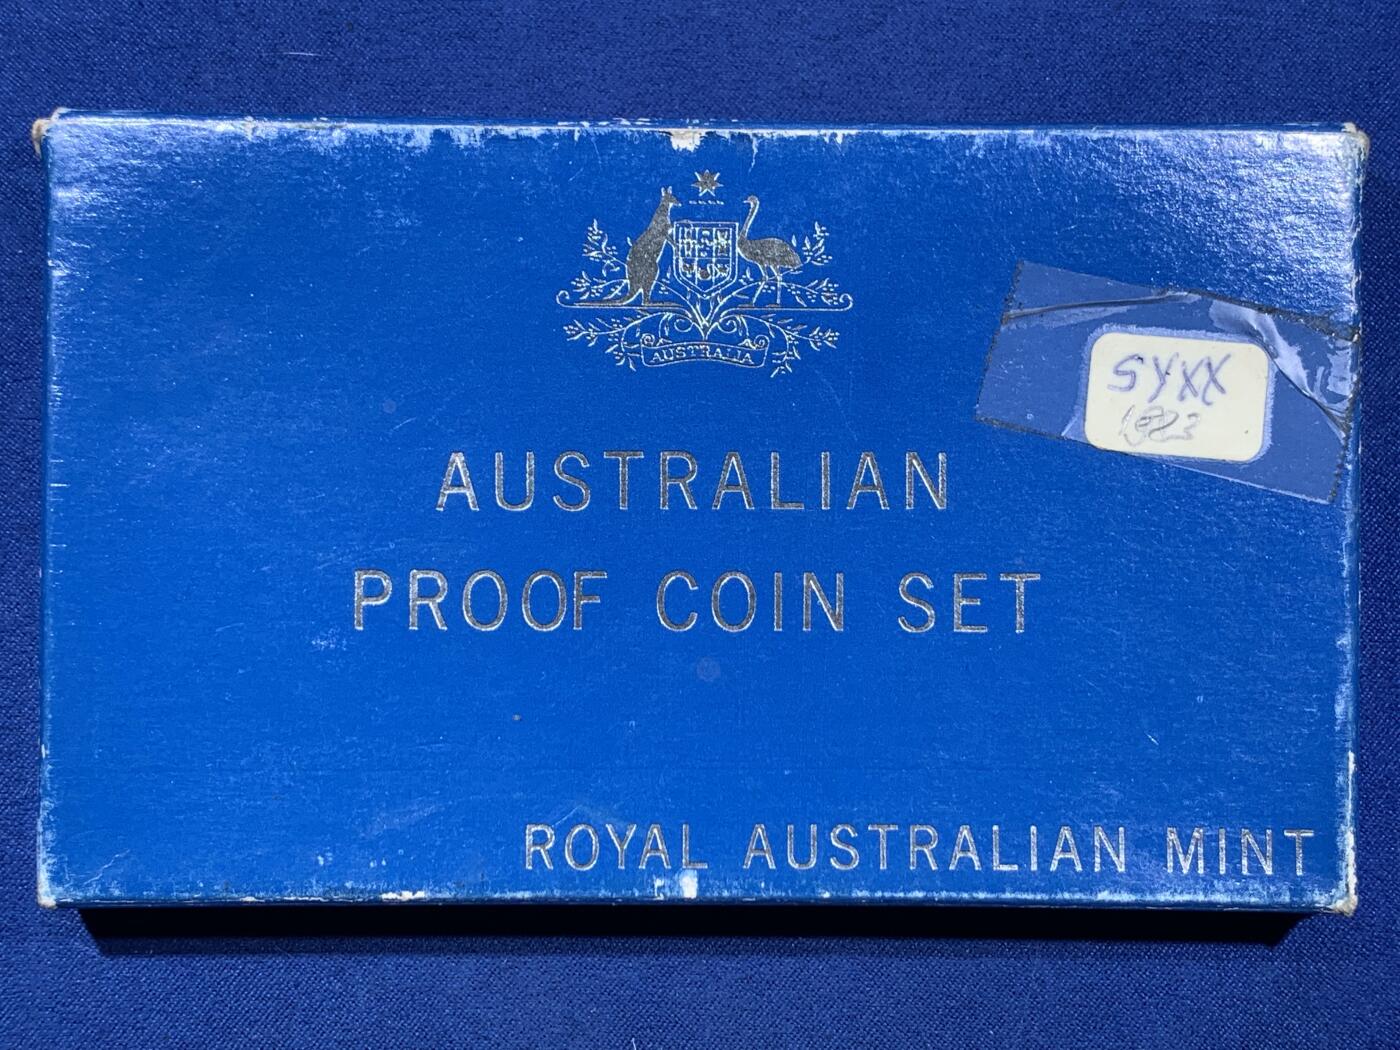 AUSTRALIA
SYXX
AUSTRALIAN
PROOF COIN SET
ROYAL AUSTRALIAN MINT